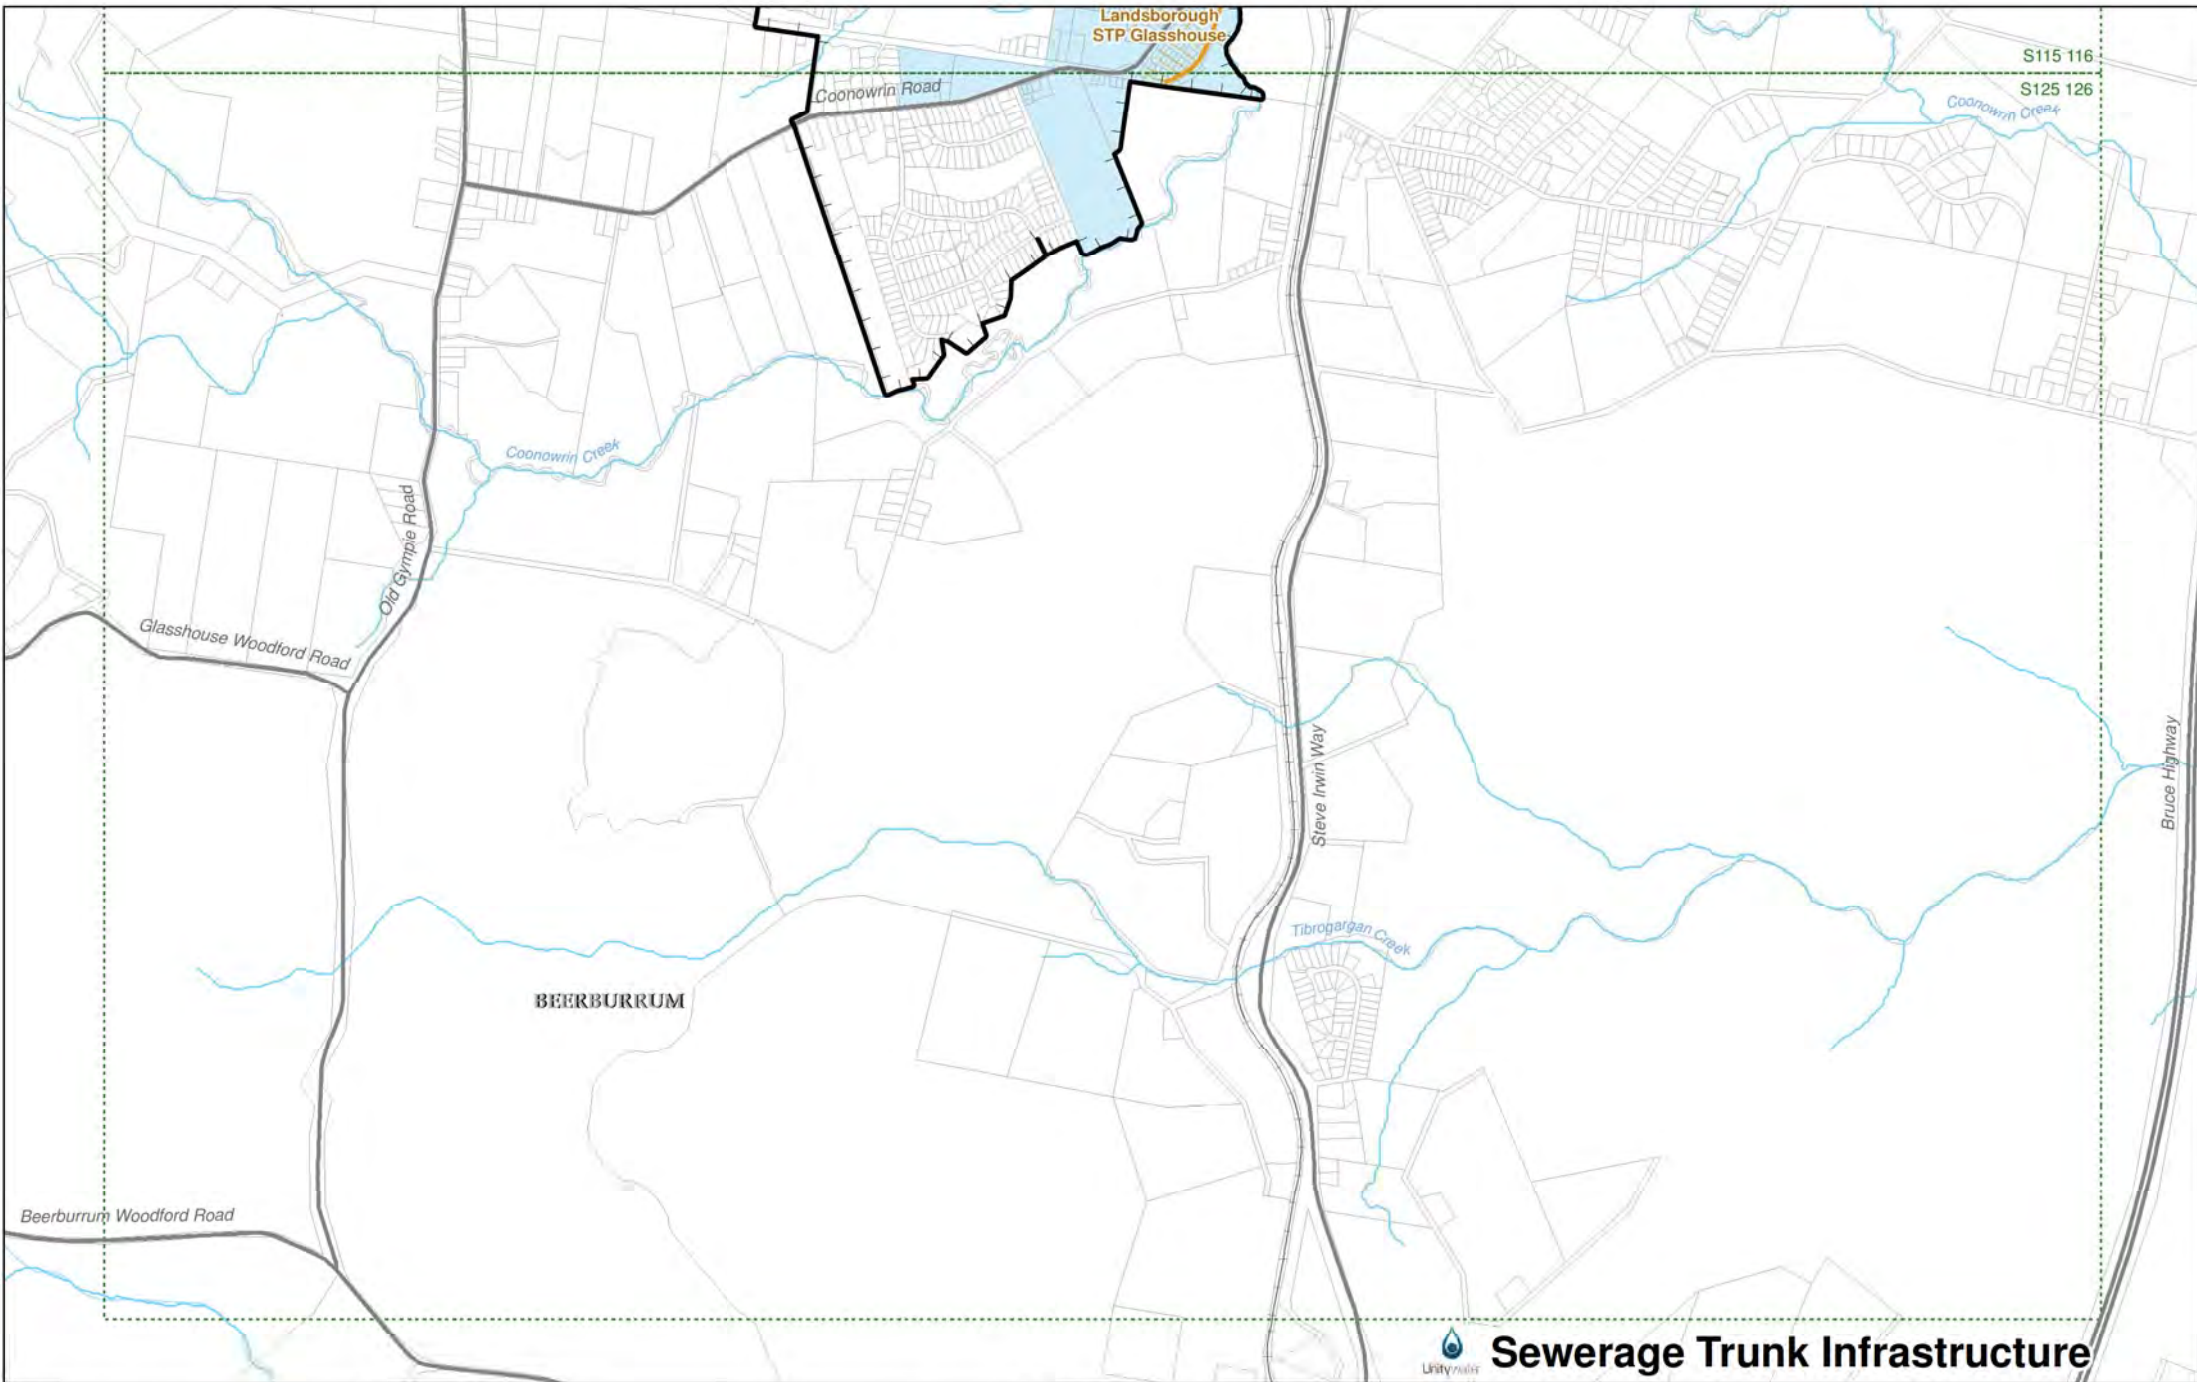 Landsborough
STP Glasshouse
S115 116
S125 126
Coonowrin Road
Coonowrin Creek
Coonowrin Creek
Old Gympie Road
Glasshouse Woodford Road
Steve Irwin Way
Bruce Highway
Tibrogargan Creek
BEERBURRUM
Beerburrum Woodford Road
Unitywater
Sewerage Trunk Infrastructure